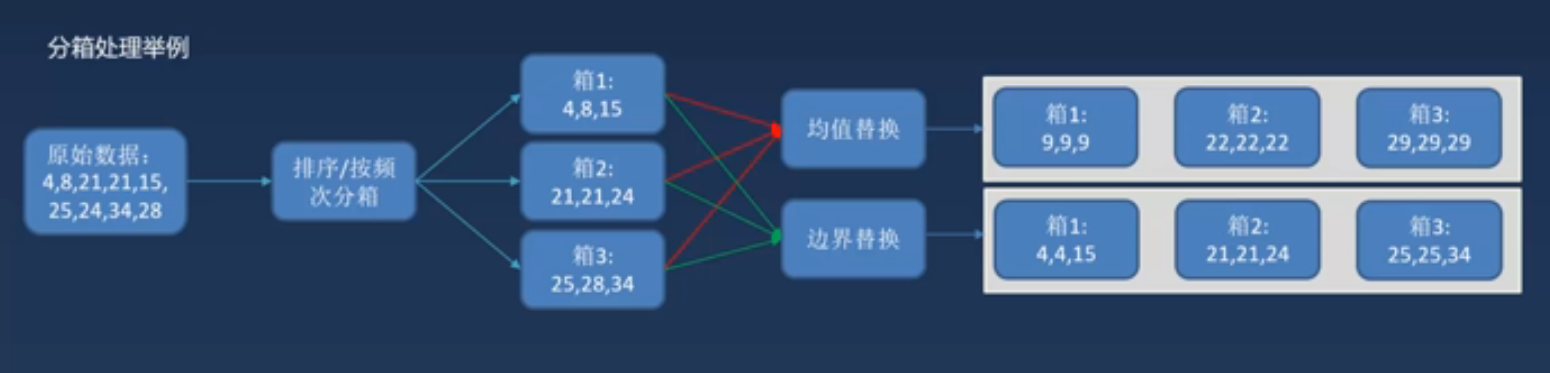 分箱处理举例
原始数据：
4,8,21,21,15,
25,24,34,28
排序/按频
次分箱
箱1:
4,8,15
箱2:
21,21,24
箱3:
25,28,34
均值替换
边界替换
箱1:
9,9,9
箱2:
22,22,22
箱3:
29,29,29
箱1:
4,4,15
箱2:
21,21,24
箱3:
25,25,34